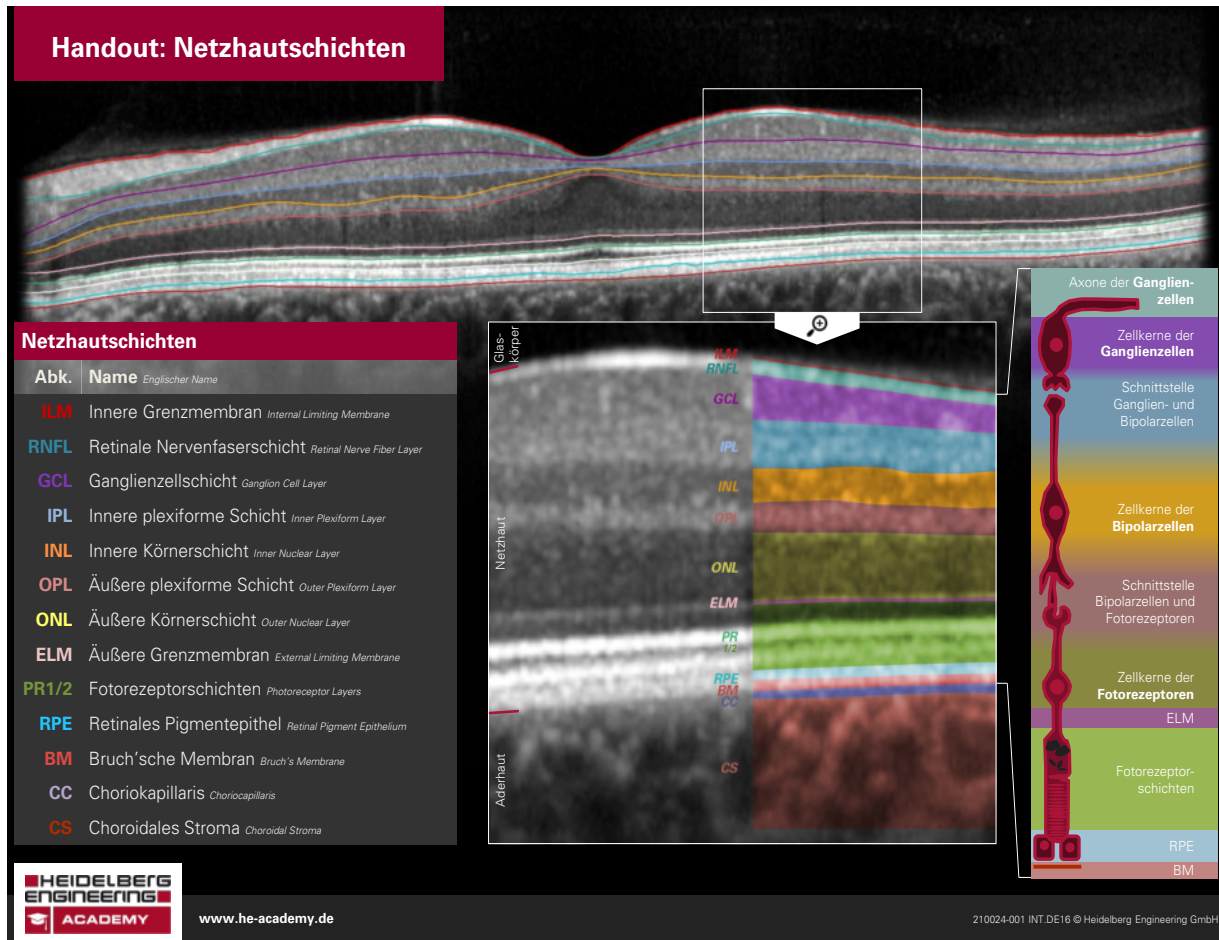 Handout: Netzhautschichten
Netzhautschichten
Abk. Name Englischer Name
ILM Innere Grenzmembran Internal Limiting Membrane
RNFL Retinale Nervenfaserschicht Retinal Nerve Fiber Layer
GCL Ganglienzellschicht Ganglion Cell Layer
IPL Innere plexiforme Schicht Inner Plexiform Layer
INL Innere Körnerschicht Inner Nuclear Layer
OPL Äußere plexiforme Schicht Outer Plexiform Layer
ONL Äußere Körnerschicht Outer Nuclear Layer
ELM Äußere Grenzmembran External Limiting Membrane
PR1/2 Fotorezeptorschichten Photoreceptor Layers
RPE Retinales Pigmentepithel Retinal Pigment Epithelium
BM Bruch'sche Membran Bruch's Membrane
CC Choriokapillaris Choriocapillaris
CS Choroidales Stroma Choroidal Stroma
Glas-
körper
Netzhaut
Aderhaut
ILM
RNFL
GCL
IPL
INL
OPL
ONL
ELM
PR
1/2
RPE
BM
CC
CS
Axone der Ganglien-
zellen
Zellkerne der
Ganglienzellen
Schnittstelle
Ganglien- und
Bipolarzellen
Zellkerne der
Bipolarzellen
Schnittstelle
Bipolarzellen und
Fotorezeptoren
Zellkerne der
Fotorezeptoren
ELM
Fotorezeptor-
schichten
RPE
BM
HEIDELBERG
ENGINEERING
ACADEMY
www.he-academy.de
210024-001 INT.DE16 © Heidelberg Engineering GmbH